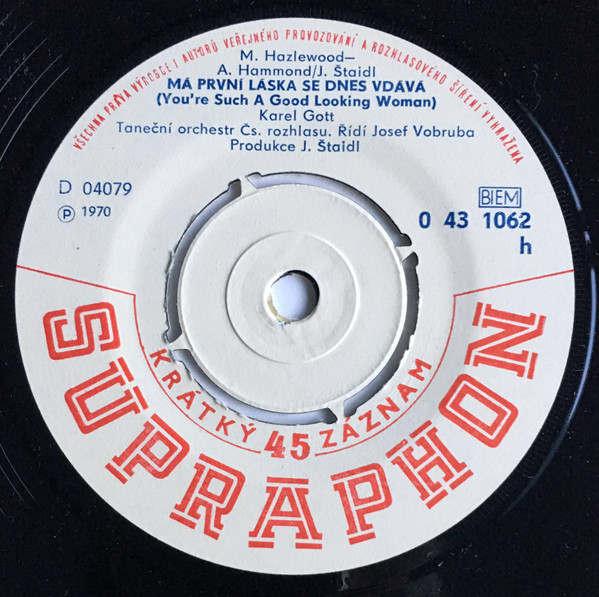 VŠECHNA PRÁVA VÝROBCE I AUTORŮ VEŘEJNÉHO PROVOZOVÁNÍ A ROZHLASOVÉHO ŠÍŘENÍ VYHRAŽENA
M. Hazlewood—
A. Hammond/J. Štaidl
MÁ PRVNÍ LÁSKA SE DNES VDÁVÁ
(You're Such A Good Looking Woman)
Karel Gott
Taneční orchestr Čs. rozhlasu. Řídí Josef Vobruba
Produkce J. Štaidl
D 04079
Ⓟ 1970
BIEM
0 43 1062
h
KRÁTKÝ 45 ZÁZNAM
SUPRAPHON